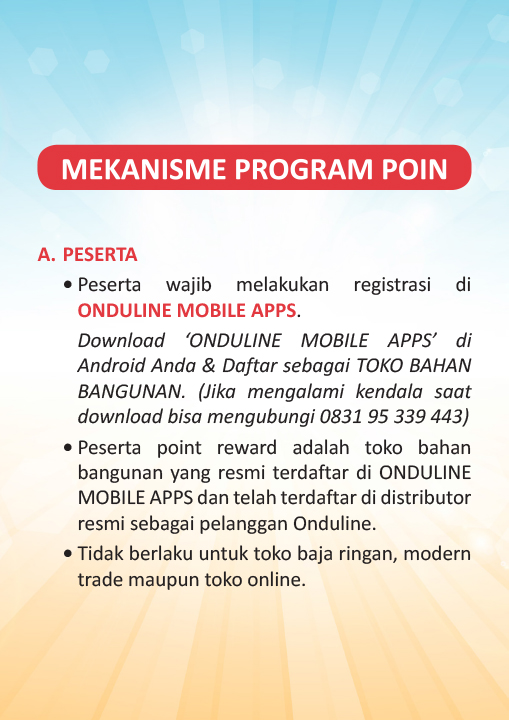 MEKANISME PROGRAM POIN
A. PESERTA
• Peserta wajib melakukan registrasi di
ONDULINE MOBILE APPS.
Download ‘ONDULINE MOBILE APPS’ di
Android Anda & Daftar sebagai TOKO BAHAN
BANGUNAN. (Jika mengalami kendala saat
download bisa mengubungi 0831 95 339 443)
• Peserta point reward adalah toko bahan
bangunan yang resmi terdaftar di ONDULINE
MOBILE APPS dan telah terdaftar di distributor
resmi sebagai pelanggan Onduline.
• Tidak berlaku untuk toko baja ringan, modern
trade maupun toko online.